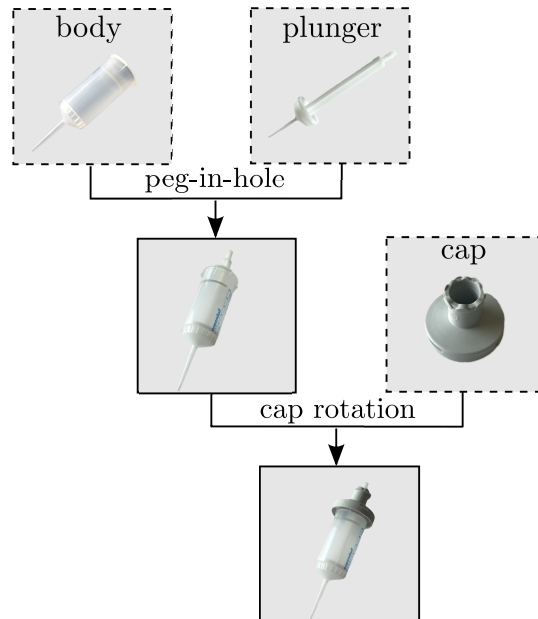 body
plunger
peg-in-hole
cap
cap rotation